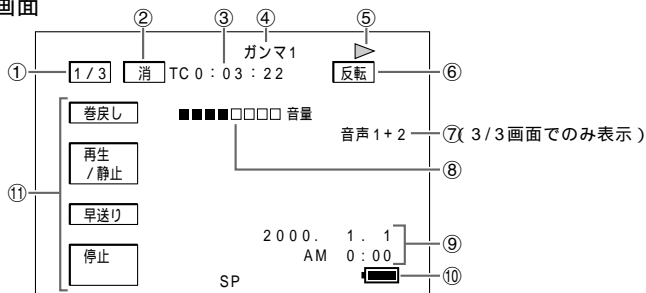 画面
② ③ ④ ⑤
ガンマ1
① 1/3 消 TC 0:03:22 反転 ⑥
巻戻し 音量
音声1+2 ⑦(3/3画面でのみ表示)
再生
/静止
⑧
⑪
早送り
2000. 1. 1
⑨
停止 AM 0:00
⑩
SP